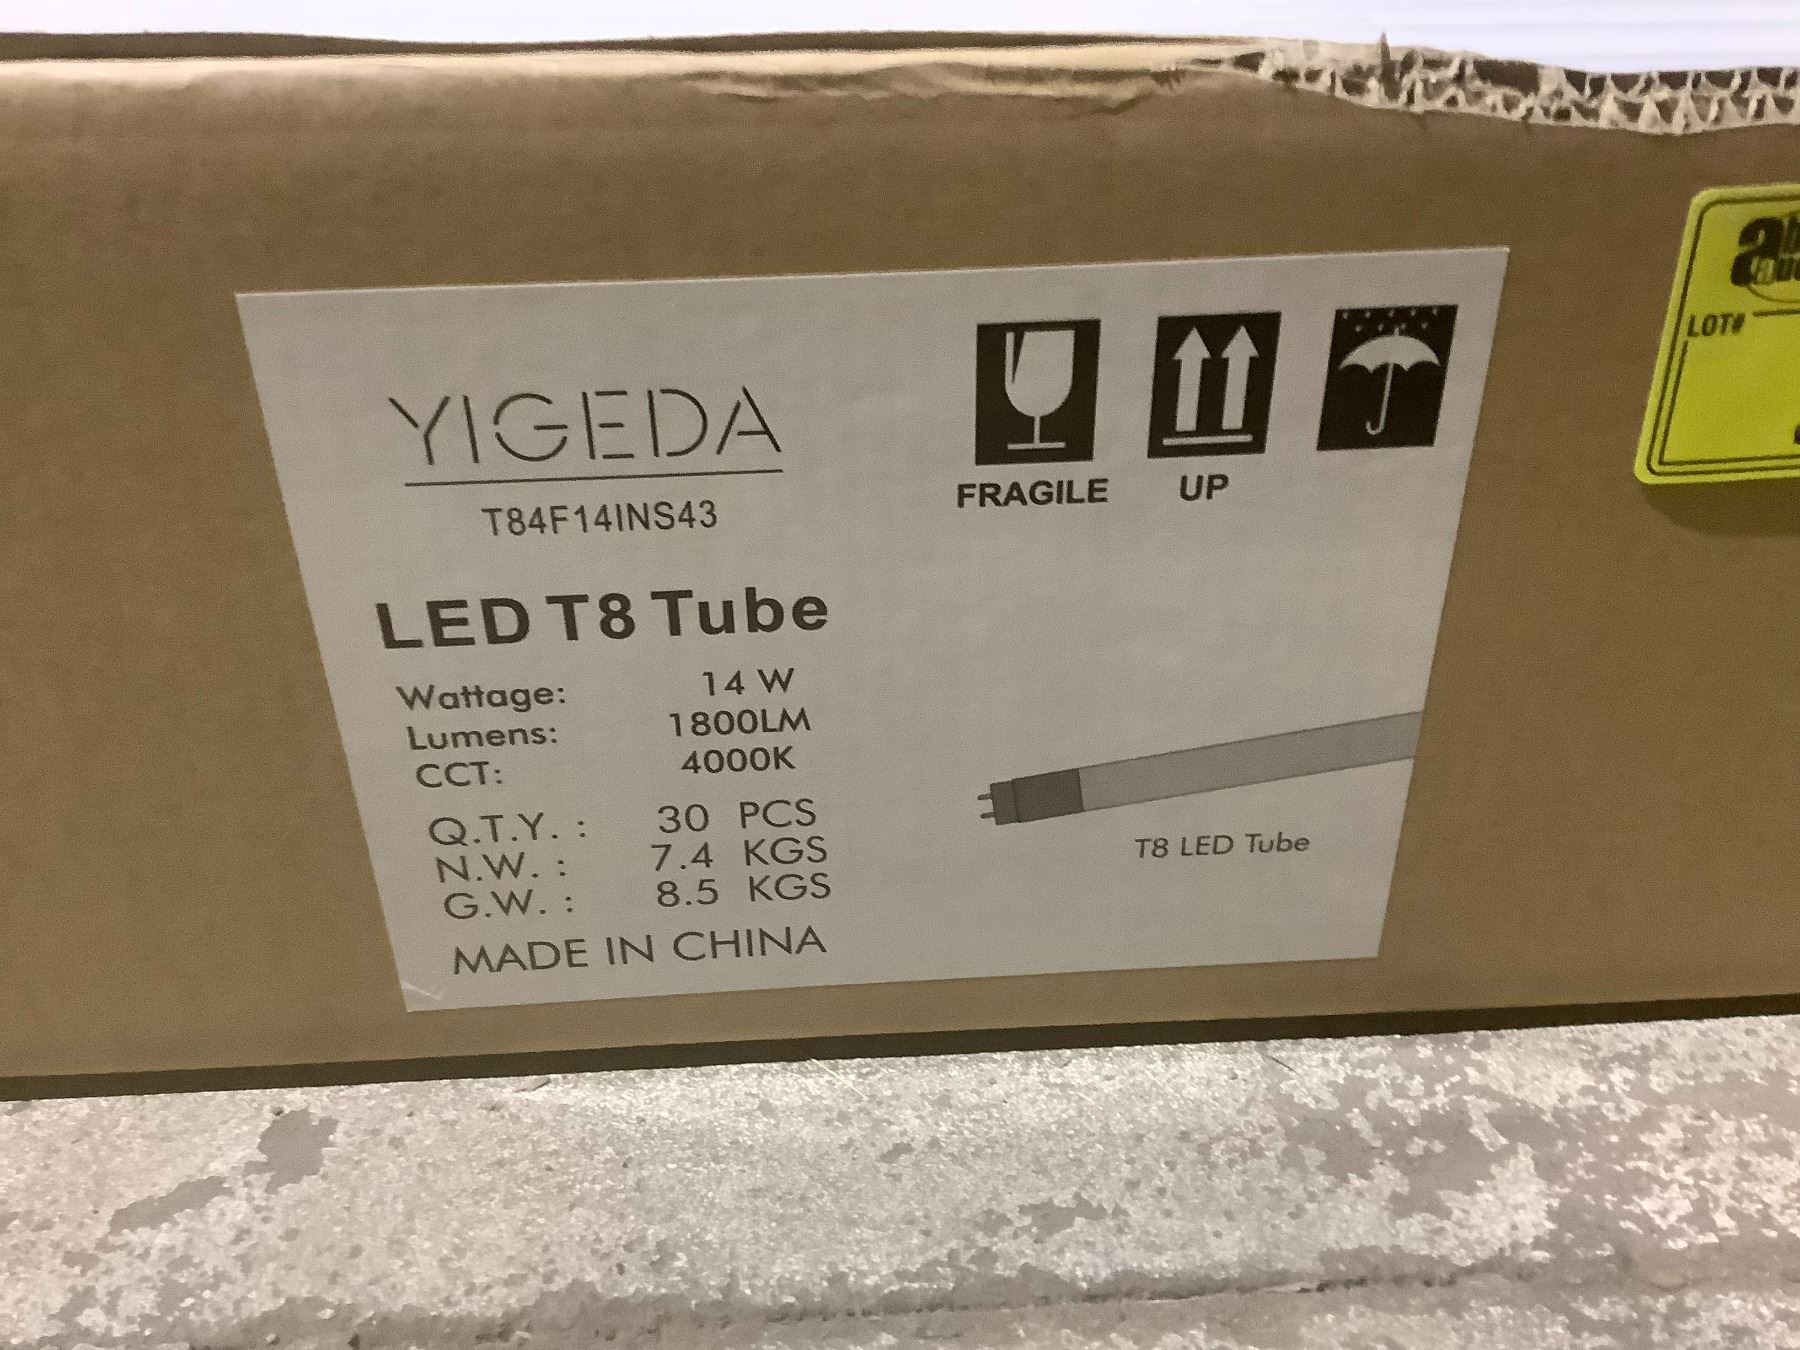 YIGEDA
T84F14INS43
LED T8 Tube
Wattage: 14 W
Lumens: 1800LM
CCT: 4000K
Q.T.Y. : 30 PCS
N.W. : 7.4 KGS
G.W. : 8.5 KGS
MADE IN CHINA
FRAGILE
UP
T8 LED Tube
LOT#